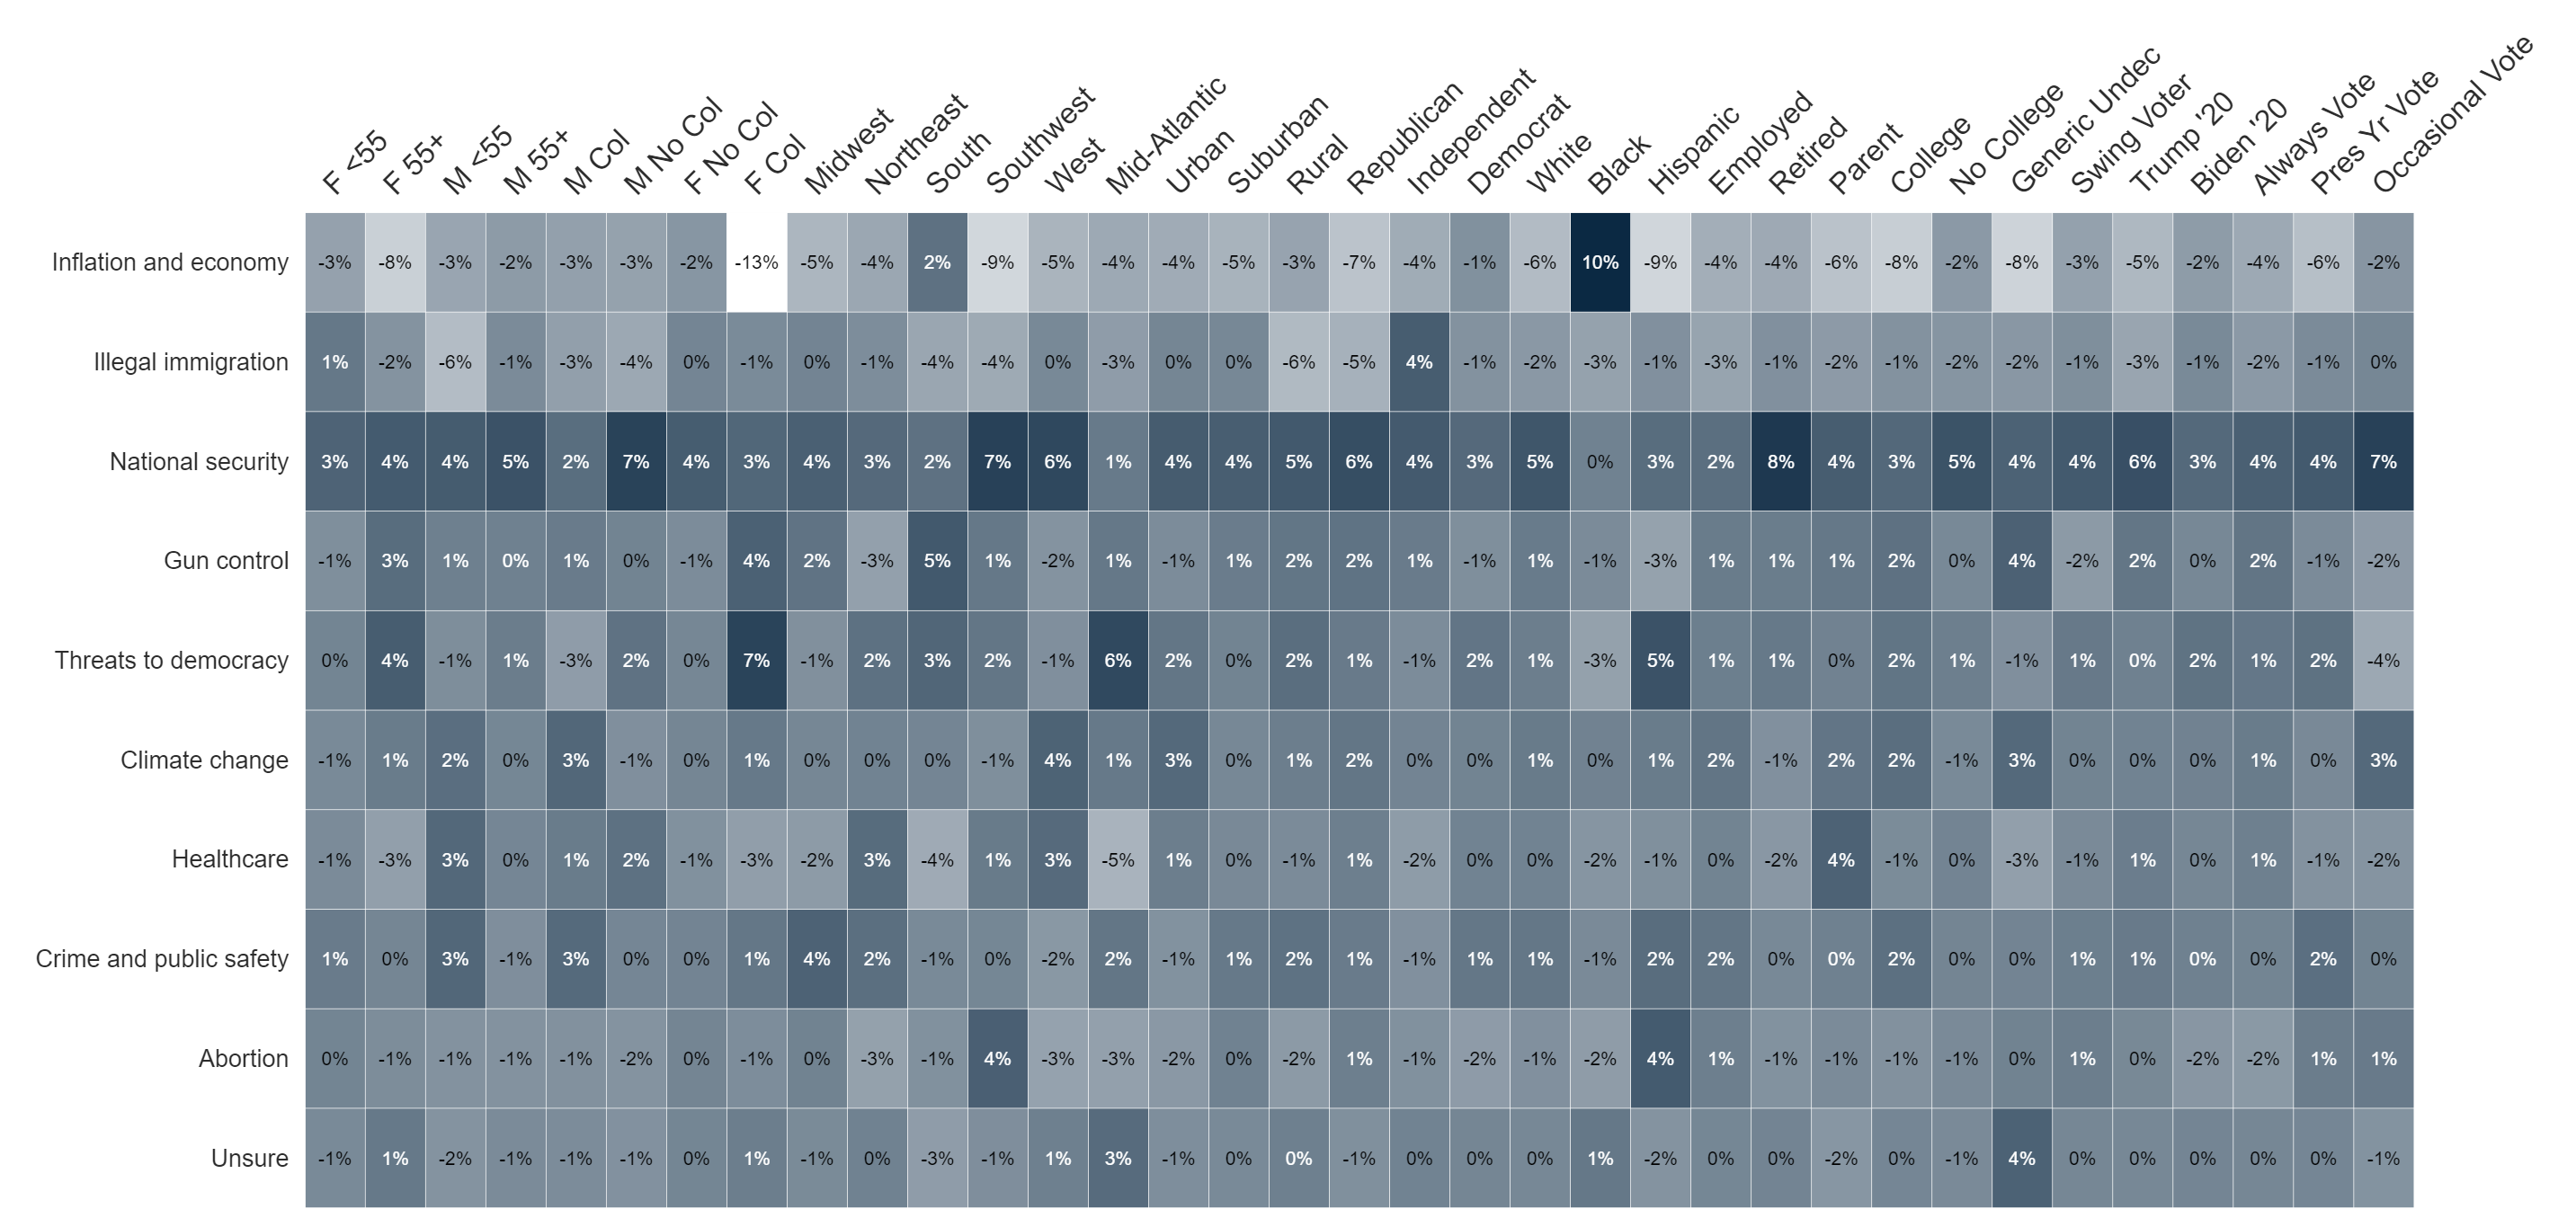 F <55 F 55+ M <55 M 55+ M Col M No Col F No Col F Col Midwest Northeast South Southwest West Mid-Atlantic Urban Suburban Rural Republican Independent Democrat White Black Hispanic Employed Retired Parent College No College Generic Undec Swing Voter Trump '20 Biden '20 Always Vote Pres Yr Vote Occasional Vote
Inflation and economy -3% -8% -3% -2% -3% -3% -2% -13% -5% -4% 2% -9% -5% -4% -4% -5% -3% -7% -4% -1% -6% 10% -9% -4% -4% -6% -8% -2% -8% -3% -5% -2% -4% -6% -2%
Illegal immigration 1% -2% -6% -1% -3% -4% 0% -1% 0% -1% -4% -4% 0% -3% 0% 0% -6% -5% 4% -1% -2% -3% -1% -3% -1% -2% -1% -2% -2% -1% -3% -1% -2% -1% 0%
National security 3% 4% 4% 5% 2% 7% 4% 3% 4% 3% 2% 7% 6% 1% 4% 4% 5% 6% 4% 3% 5% 0% 3% 2% 8% 4% 3% 5% 4% 4% 6% 3% 4% 4% 7%
Gun control -1% 3% 1% 0% 1% 0% -1% 4% 2% -3% 5% 1% -2% 1% -1% 1% 2% 2% 1% -1% 1% -1% -3% 1% 1% 1% 2% 0% 4% -2% 2% 0% 2% -1% -2%
Threats to democracy 0% 4% -1% 1% -3% 2% 0% 7% -1% 2% 3% 2% -1% 6% 2% 0% 2% 1% -1% 2% 1% -3% 5% 1% 1% 0% 2% 1% -1% 1% 0% 2% 1% 2% -4%
Climate change -1% 1% 2% 0% 3% -1% 0% 1% 0% 0% 0% -1% 4% 1% 3% 0% 1% 2% 0% 0% 1% 0% 1% 2% -1% 2% 2% -1% 3% 0% 0% 0% 1% 0% 3%
Healthcare -1% -3% 3% 0% 1% 2% -1% -3% -2% 3% -4% 1% 3% -5% 1% 0% -1% 1% -2% 0% 0% -2% -1% 0% -2% 4% -1% 0% -3% -1% 1% 0% 1% -1% -2%
Crime and public safety 1% 0% 3% -1% 3% 0% 0% 1% 4% 2% -1% 0% -2% 2% -1% 1% 2% 1% -1% 1% 1% -1% 2% 2% 0% 0% 2% 0% 0% 1% 1% 0% 0% 2% 0%
Abortion 0% -1% -1% -1% -1% -2% 0% -1% 0% -3% -1% 4% -3% -3% -2% 0% -2% 1% -1% -2% -1% -2% 4% 1% -1% -1% -1% -1% 0% 1% 0% -2% -2% 1% 1%
Unsure -1% 1% -2% -1% -1% -1% 0% 1% -1% 0% -3% -1% 1% 3% -1% 0% 0% -1% 0% 0% 0% 1% -2% 0% 0% -2% 0% -1% 4% 0% 0% 0% 0% 0% -1%